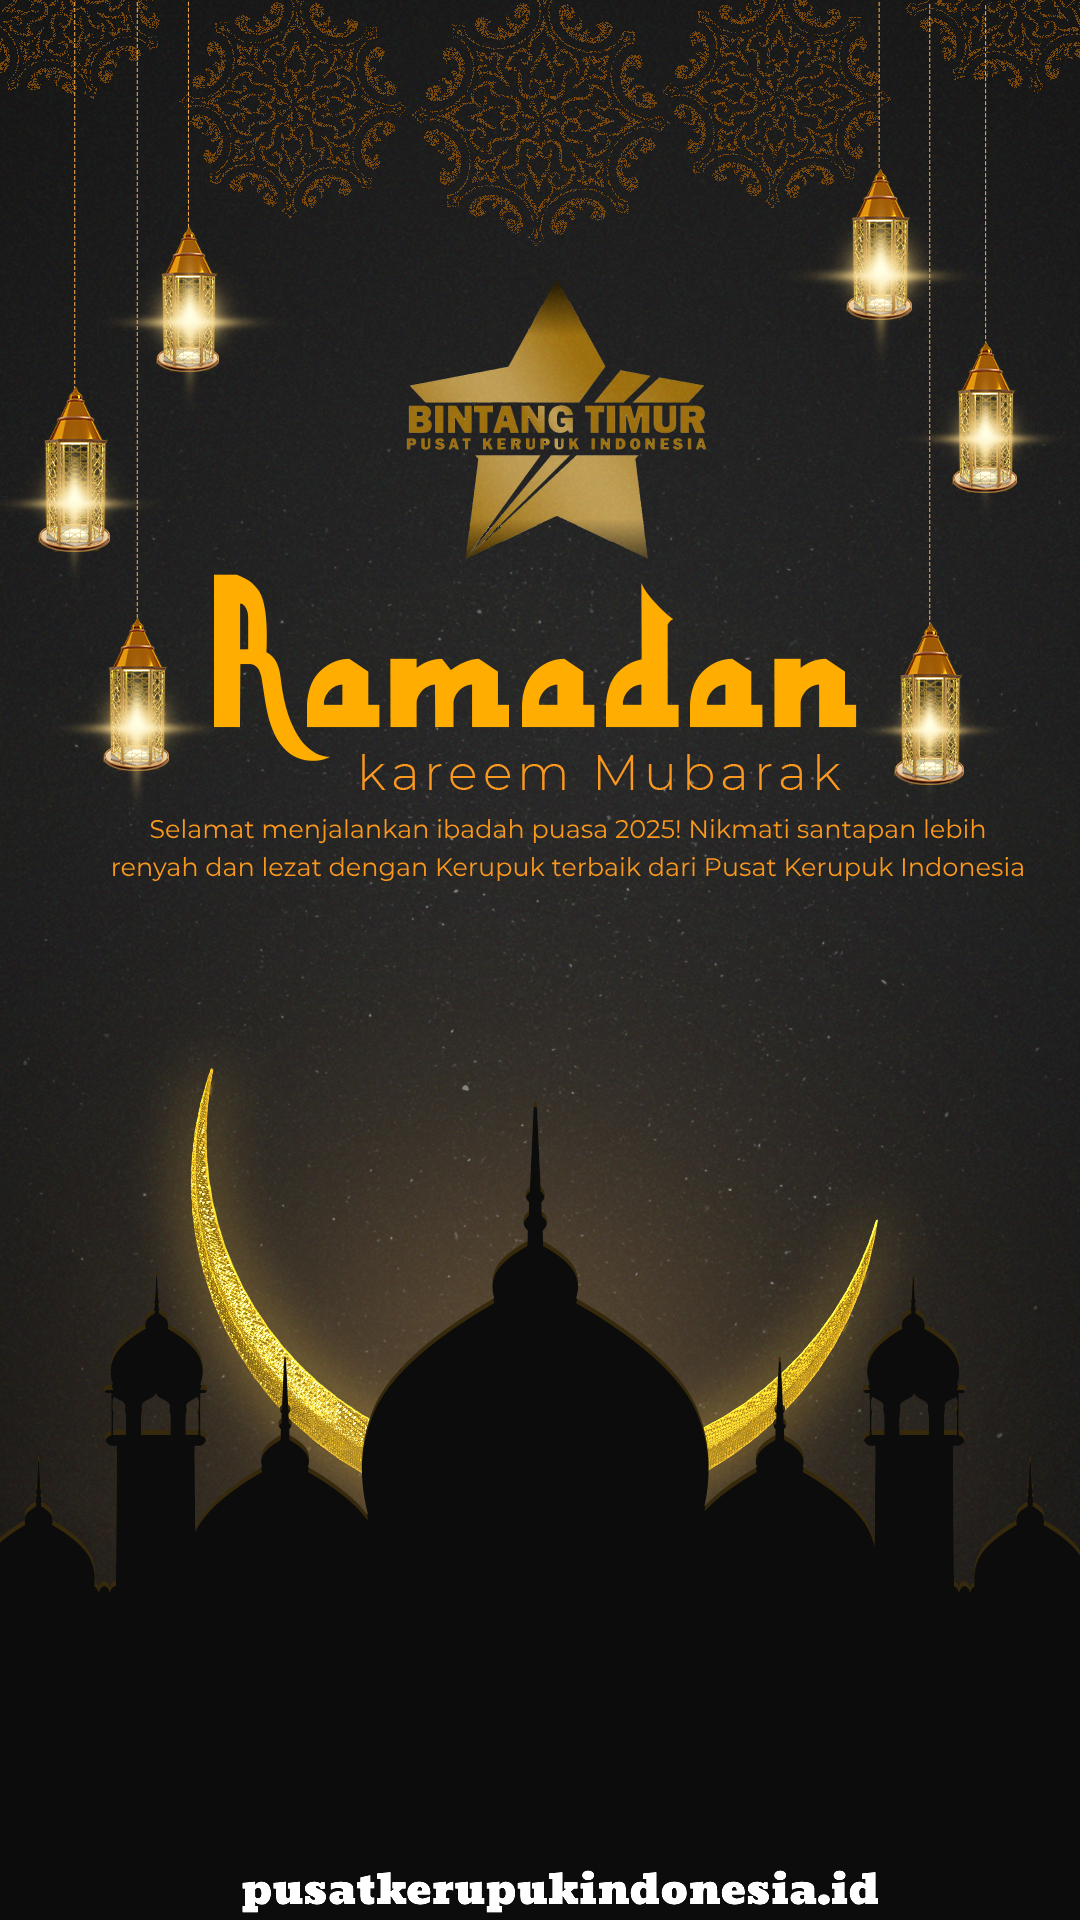 BINTANG TIMUR
PUSAT KERUPUK INDONESIA
Ramadan
kareem Mubarak
Selamat menjalankan ibadah puasa 2025! Nikmati santapan lebih
renyah dan lezat dengan Kerupuk terbaik dari Pusat Kerupuk Indonesia
pusatkerupukindonesia.id